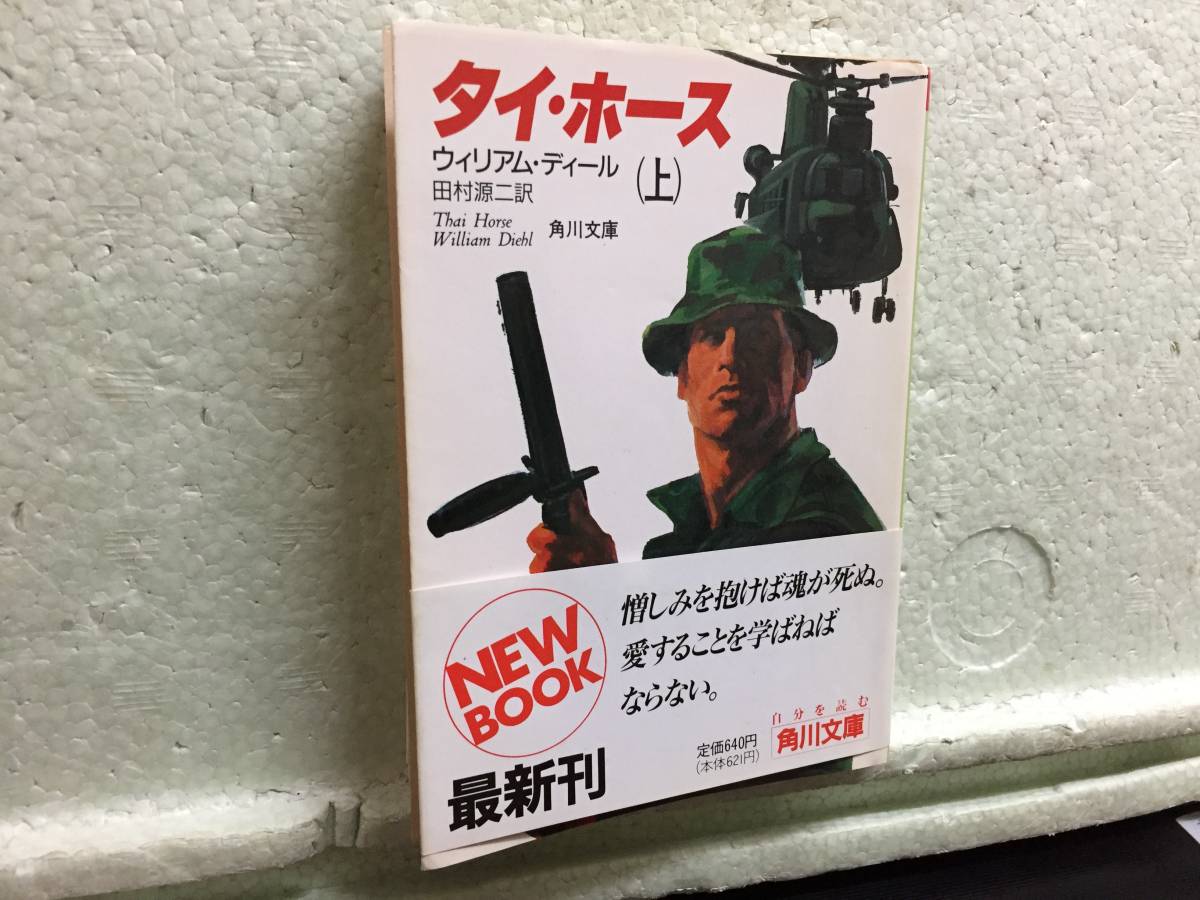 タイ・ホース
ウィリアム・ディール
(上)
田村源二訳
Thai Horse
William Diehl
角川文庫
憎しみを抱けば魂が死ぬ。
愛することを学ばねば
ならない。
NEW
BOOK
最新刊
定価640円
(本体621円)
自分を読む
角川文庫